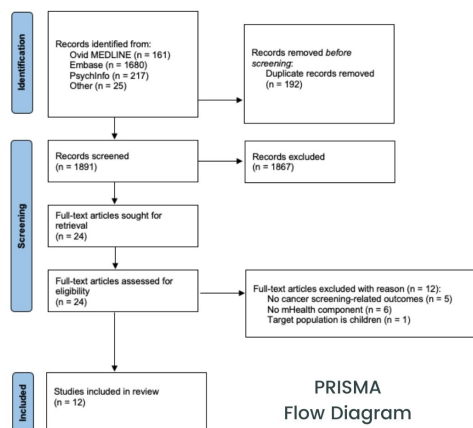 Identification
Records identified from:
Ovid MEDLINE (n = 161)
Embase (n = 1680)
PsychInfo (n = 217)
Other (n = 25)
Records removed before
screening:
Duplicate records removed
(n = 192)
Screening
Records screened
(n = 1891)
Records excluded
(n = 1867)
Full-text articles sought for
retrieval
(n = 24)
Full-text articles assessed for
eligibility
(n = 24)
Full-text articles excluded with reason (n = 12):
No cancer screening-related outcomes (n = 5)
No mHealth component (n = 6)
Target population is children (n = 1)
Included
Studies included in review
(n = 12)
PRISMA
Flow Diagram